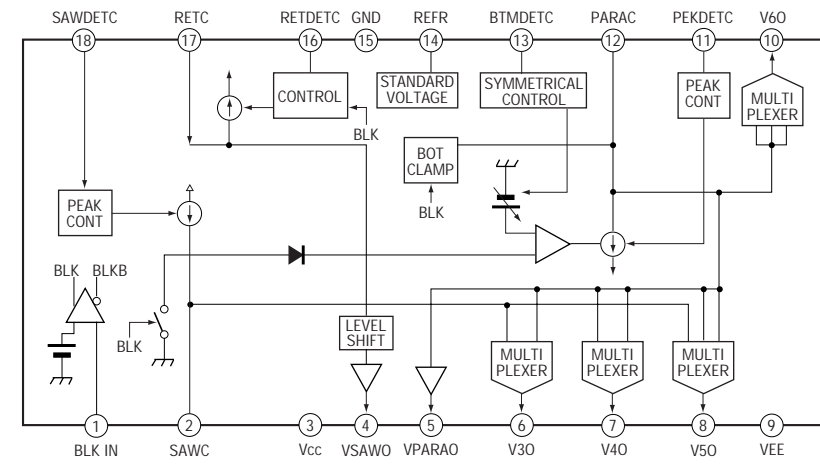 SAWDETC RETC RETDETC GND REFR BTMDETC PARAC PEKDETC V6O
18 17 16 15 14 13 12 11 10
CONTROL
STANDARD
VOLTAGE
SYMMETRICAL
CONTROL
PEAK
CONT
MULTI
PLEXER
BLK
BOT
CLAMP
BLK
PEAK
CONT
BLK BLKB
BLK
LEVEL
SHIFT
MULTI
PLEXER
MULTI
PLEXER
MULTI
PLEXER
1 2 3 4 5 6 7 8 9
BLK IN SAWC Vcc VSAWO VPARAO V3O V4O V5O VEE